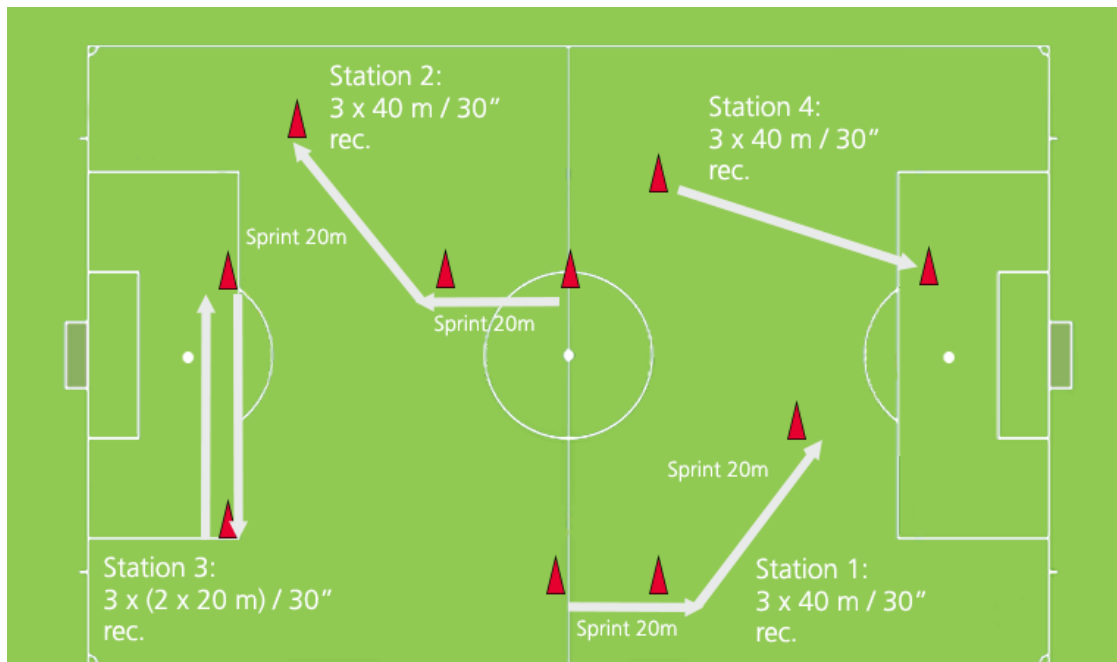 Station 2:
3 x 40 m / 30”
rec.
Station 4:
3 x 40 m / 30”
rec.
Sprint 20m
Sprint 20m
Sprint 20m
Station 3:
3 x (2 x 20 m) / 30”
rec.
Station 1:
3 x 40 m / 30”
rec.
Sprint 20m